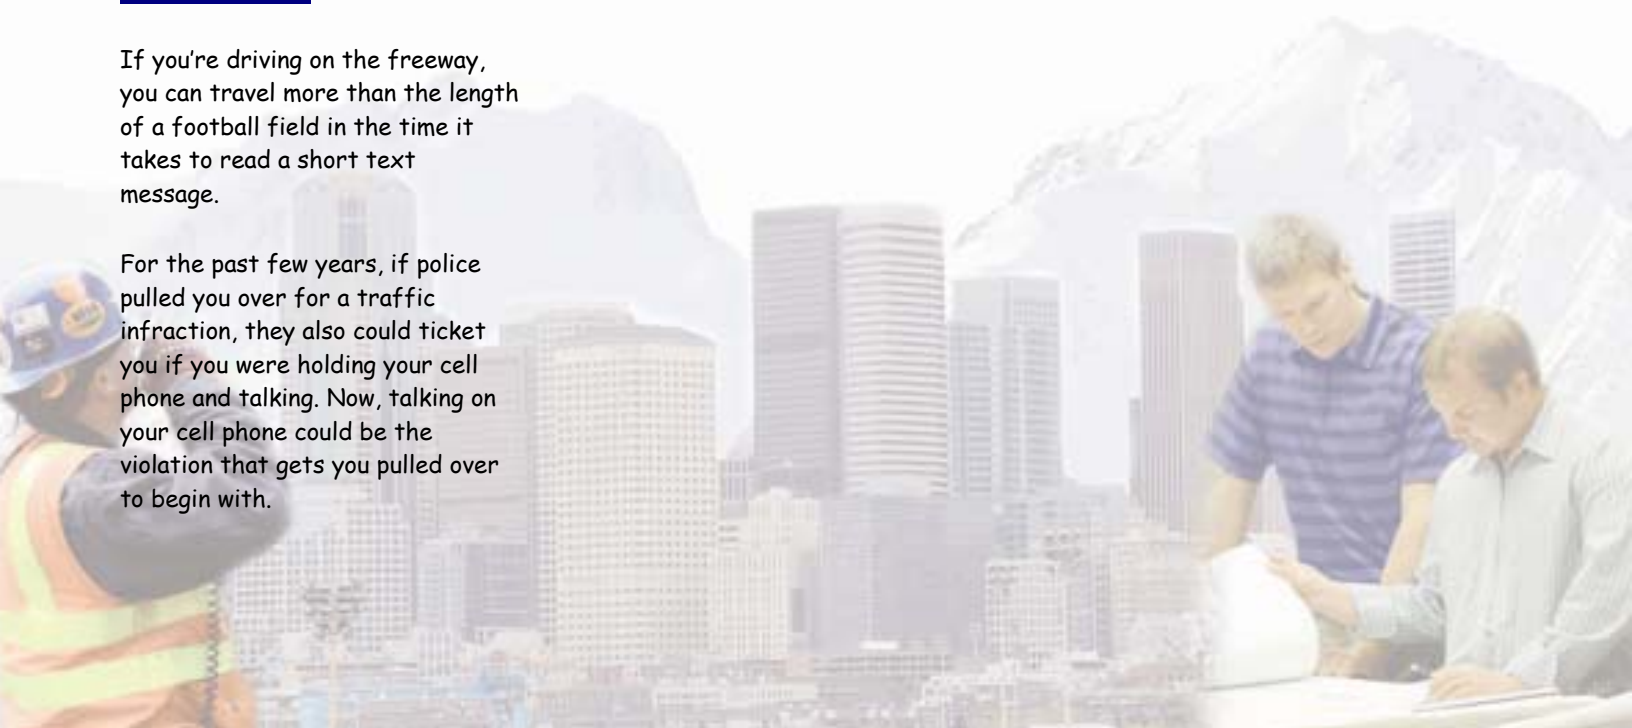 If you’re driving on the freeway,
you can travel more than the length
of a football field in the time it
takes to read a short text
message.
For the past few years, if police
pulled you over for a traffic
infraction, they also could ticket
you if you were holding your cell
phone and talking. Now, talking on
your cell phone could be the
violation that gets you pulled over
to begin with.